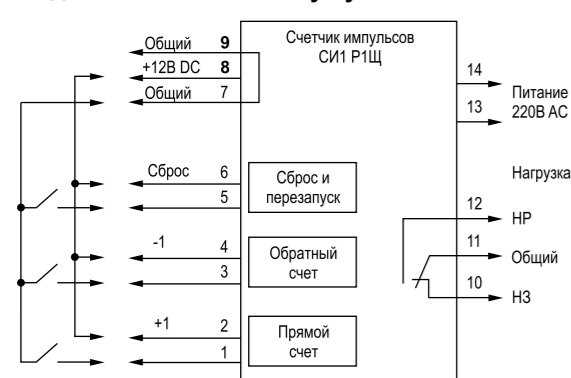 Счетчик импульсов
СИ1 Р1Щ
Общий 9
+12В DC 8
Общий 7
Сброс 6
5
Сброс и
перезапуск
-1 4
3
Обратный
счет
+1 2
1
Прямой
счет
14
13
Питание
220В AC
Нагрузка
12 НР
11 Общий
10 НЗ